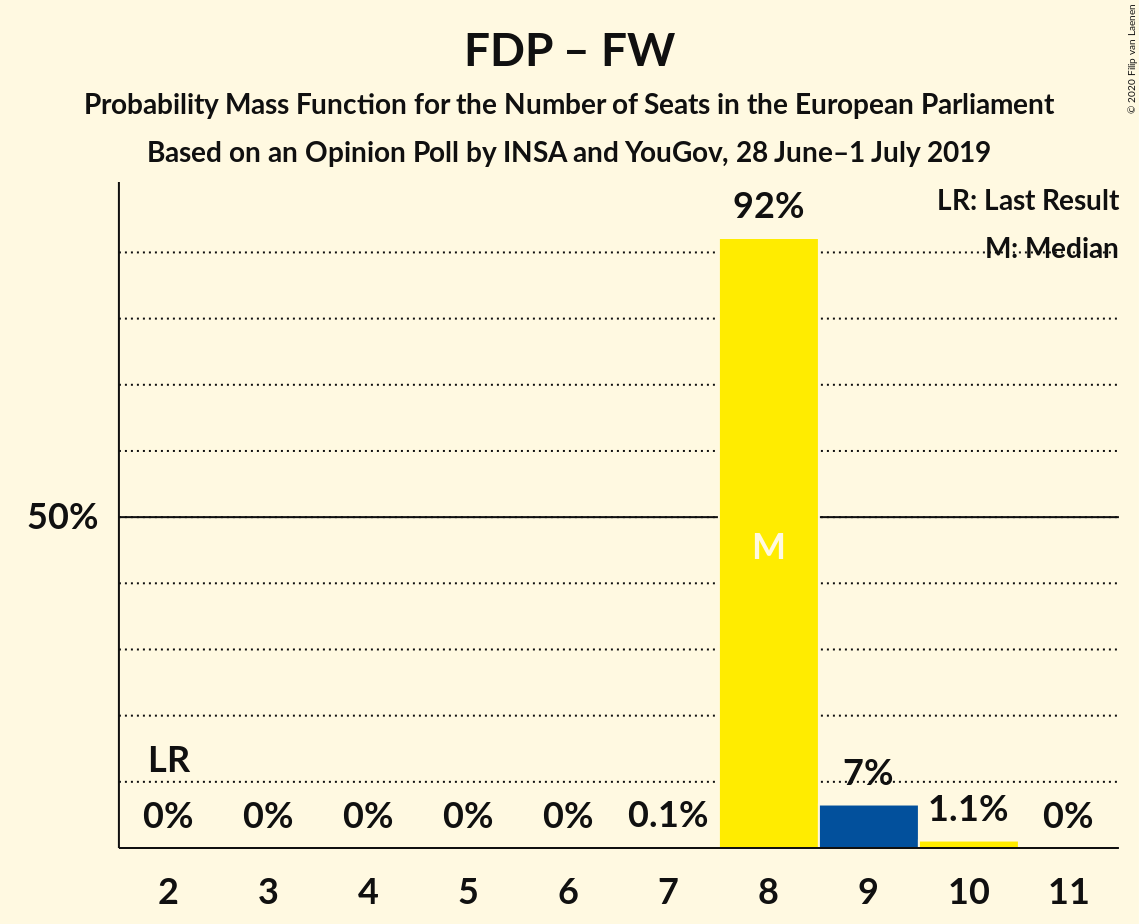 FDP – FW
Probability Mass Function for the Number of Seats in the European Parliament
Based on an Opinion Poll by INSA and YouGov, 28 June–1 July 2019
© 2020 Filip van Laenen
LR: Last Result
M: Median
92%
50%
M
LR
7%
0% 0% 0% 0% 0% 0.1% 1.1% 0%
2 3 4 5 6 7 8 9 10 11